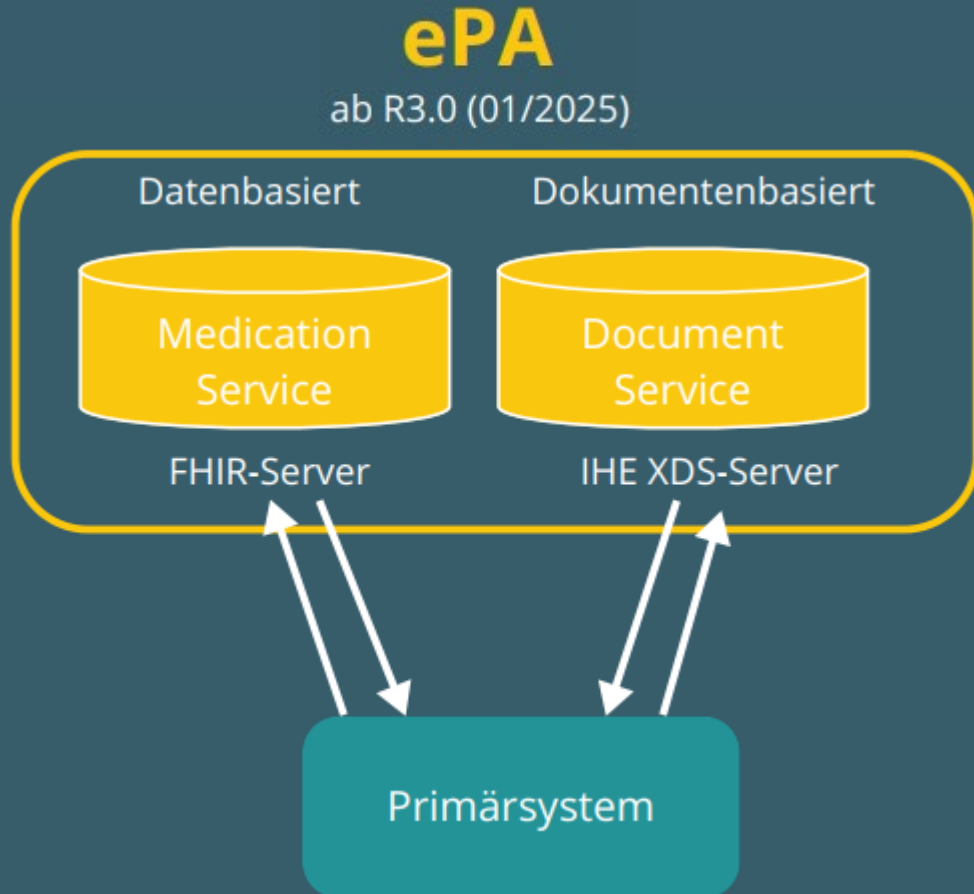 ePA
ab R3.0 (01/2025)
Datenbasiert
Dokumentenbasiert
Medication
Service
Document
Service
FHIR-Server
IHE XDS-Server
Primärsystem